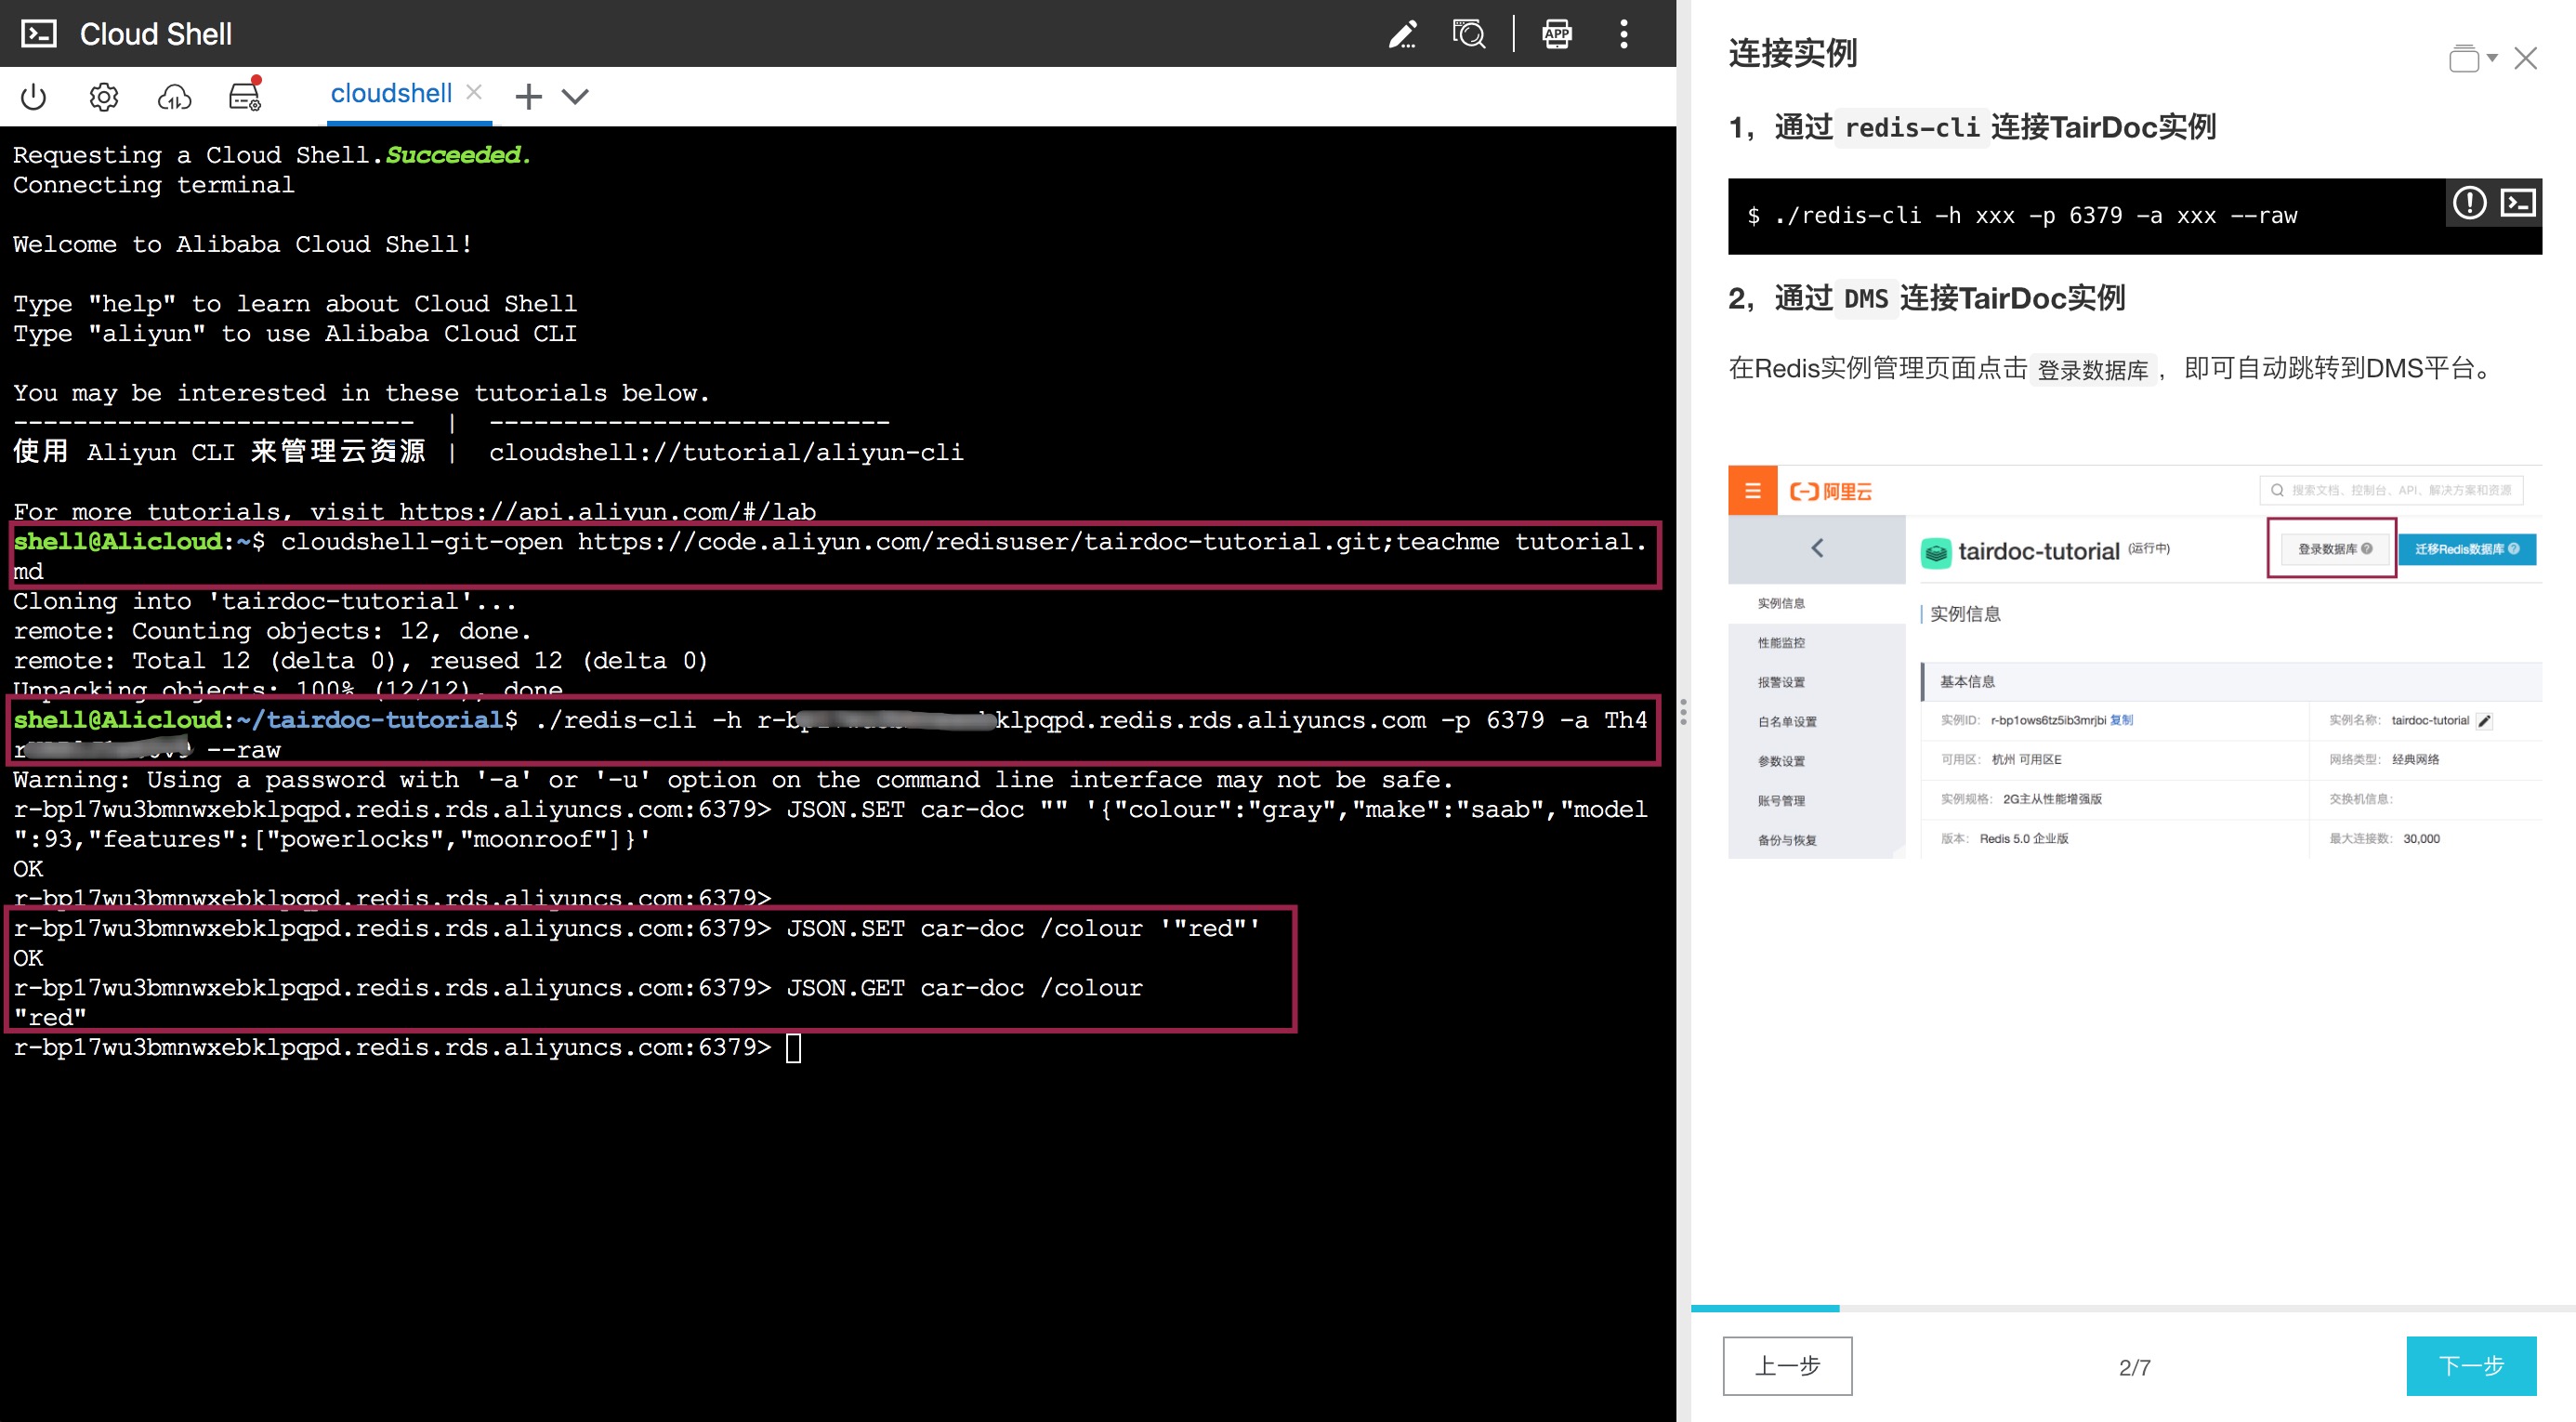 Cloud Shell
APP
cloudshell
Requesting a Cloud Shell.Succeeded.
Connecting terminal
Welcome to Alibaba Cloud Shell!
Type "help" to learn about Cloud Shell
Type "aliyun" to use Alibaba Cloud CLI
You may be interested in these tutorials below.
--------------------------- | ---------------------------
使用 Aliyun CLI 来管理云资源 | cloudshell://tutorial/aliyun-cli
For more tutorials, visit https://api.aliyun.com/#/lab
shell@Alicloud:~$ cloudshell-git-open https://code.aliyun.com/redisuser/tairdoc-tutorial.git;teachme tutorial.
md
Cloning into 'tairdoc-tutorial'...
remote: Counting objects: 12, done.
remote: Total 12 (delta 0), reused 12 (delta 0)
Unpacking objects: 100% (12/12), done
shell@Alicloud:~/tairdoc-tutorial$ ./redis-cli -h klpqpd.redis.rds.aliyuncs.com -p 6379 -a
--raw
Warning: Using a password with '-a' or '-u' option on the command line interface may not be safe.
r-bp17wu3bmnwxebklpqpd.redis.rds.aliyuncs.com:6379> JSON.SET car-doc "" '{"colour":"gray","make":"saab","model
":93,"features":["powerlocks","moonroof"]}'
OK
r-bp17wu3bmnwxebklpqpd.redis.rds.aliyuncs.com:6379>
r-bp17wu3bmnwxebklpqpd.redis.rds.aliyuncs.com:6379> JSON.SET car-doc /colour '"red"'
OK
r-bp17wu3bmnwxebklpqpd.redis.rds.aliyuncs.com:6379> JSON.GET car-doc /colour
"red"
r-bp17wu3bmnwxebklpqpd.redis.rds.aliyuncs.com:6379>
连接实例
1，通过 redis-cli 连接TairDoc实例
$ ./redis-cli -h xxx -p 6379 -a xxx --raw
2，通过 DMS 连接TairDoc实例
在Redis实例管理页面点击 登录数据库 ，即可自动跳转到DMS平台。
阿里云
搜索文档、控制台、API、解决方案和资源
tairdoc-tutorial (运行中)
登录数据库
迁移Redis数据库
实例信息
性能监控
报警设置
白名单设置
参数设置
账号管理
备份与恢复
实例信息
基本信息
实例ID: r-bp1ows6tz5ib3mrjbi 复制
实例名称: tairdoc-tutorial
可用区: 杭州 可用区E
网络类型: 经典网络
实例规格: 2G主从性能增强版
交换机信息:
版本: Redis 5.0 企业版
最大连接数: 30,000
上一步
2/7
下一步